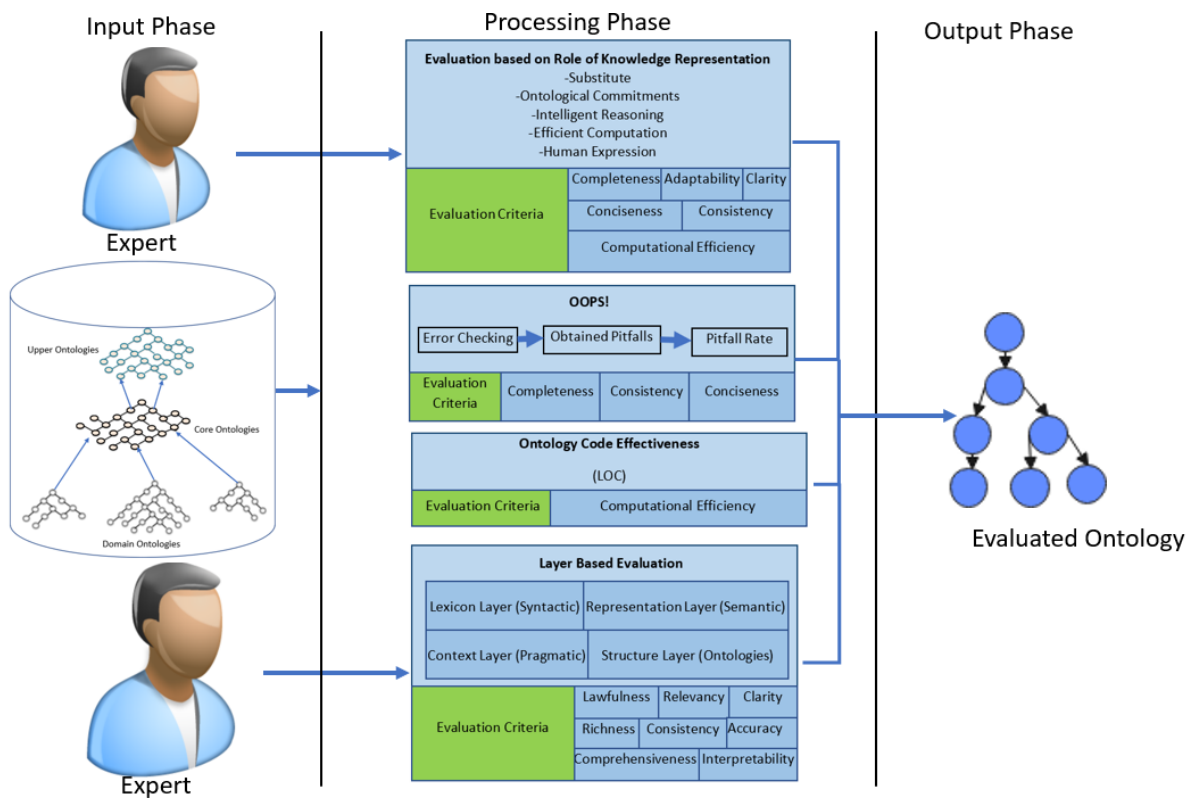 Input Phase
Processing Phase
Output Phase
Expert
Upper Ontologies
Core Ontologies
Domain Ontologies
Expert
Evaluation based on Role of Knowledge Representation
-Substitute
-Ontological Commitments
-Intelligent Reasoning
-Efficient Computation
-Human Expression
Evaluation Criteria
Completeness Adaptability Clarity
Conciseness Consistency
Computational Efficiency
OOPS!
Error Checking Obtained Pitfalls Pitfall Rate
Evaluation
Criteria
Completeness Consistency Conciseness
Ontology Code Effectiveness
(LOC)
Evaluation Criteria Computational Efficiency
Layer Based Evaluation
Lexicon Layer (Syntactic) Representation Layer (Semantic)
Context Layer (Pragmatic) Structure Layer (Ontologies)
Evaluation Criteria
Lawfulness Relevancy Clarity
Richness Consistency Accuracy
Comprehensiveness Interpretability
Evaluated Ontology